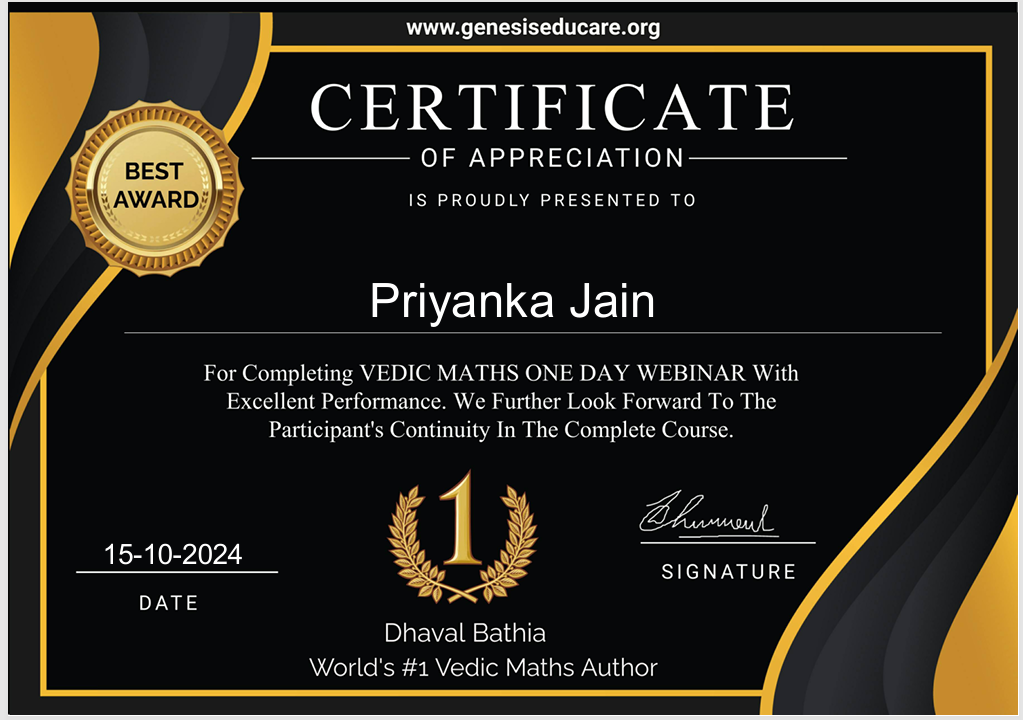 www.genesiseducare.org
CERTIFICATE
OF APPRECIATION
IS PROUDLY PRESENTED TO
BEST
AWARD
Priyanka Jain
For Completing VEDIC MATHS ONE DAY WEBINAR With
Excellent Performance. We Further Look Forward To The
Participant's Continuity In The Complete Course.
1
15-10-2024
DATE
SIGNATURE
Dhaval Bathia
World's #1 Vedic Maths Author